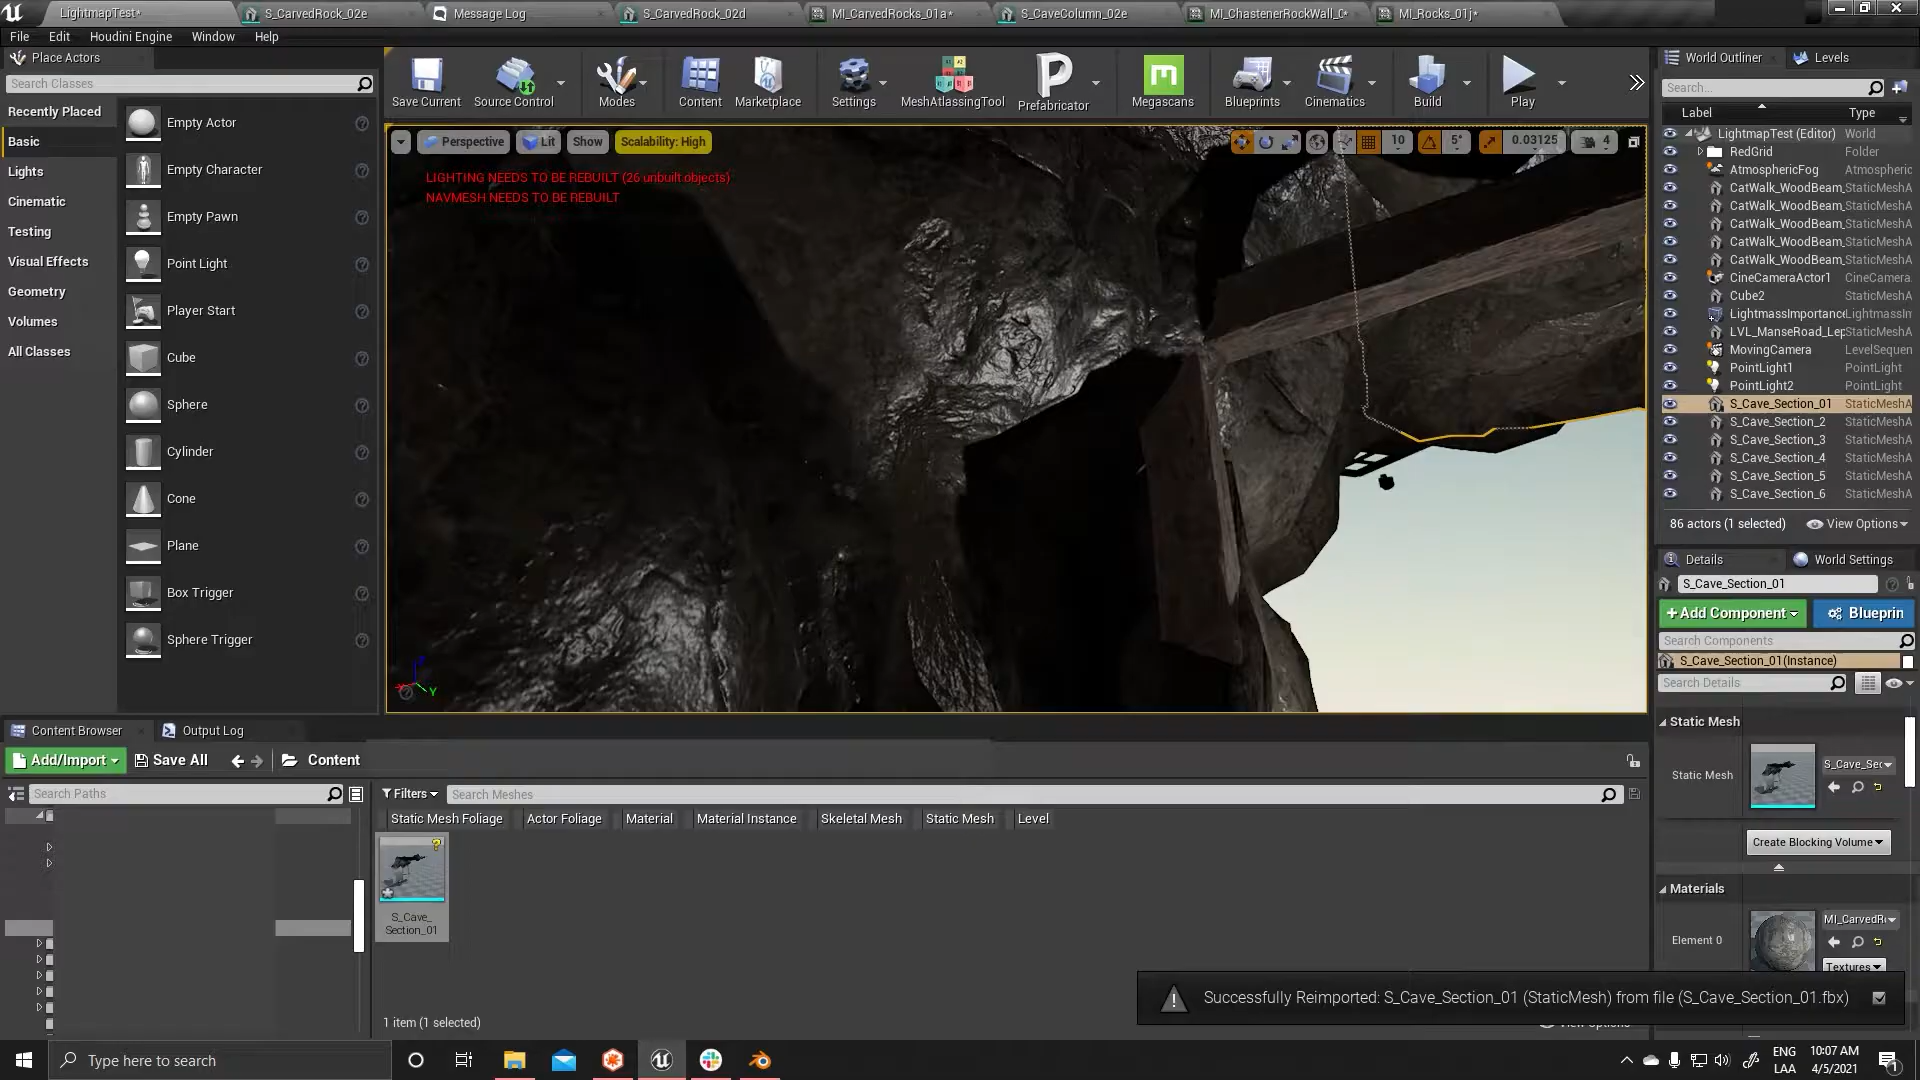 LightmapTest*
S_CarvedRock_02e
Message Log
S_CarvedRock_02d
MI_CarvedRocks_01a*
S_CaveColumn_02e
MI_ChastenerRockWall_0*
MI_Rocks_01j*
File Edit Houdini Engine Window Help
Place Actors
Search Classes
Recently Placed
Basic
Lights
Cinematic
Testing
Visual Effects
Geometry
Volumes
All Classes
Empty Actor
Empty Character
Empty Pawn
Point Light
Player Start
Cube
Sphere
Cylinder
Cone
Plane
Box Trigger
Sphere Trigger
Save Current
Source Control
Modes
Content
Marketplace
Settings
MeshAtlassingTool
Prefabricator
Megascans
Blueprints
Cinematics
Build
Play
Perspective
Lit
Show
Scalability: High
10
5°
0.03125
4
LIGHTING NEEDS TO BE REBUILT (26 unbuilt objects)
NAVMESH NEEDS TO BE REBUILT
Y
World Outliner
Levels
Search...
Label Type
LightmapTest (Editor) World
RedGrid Folder
AtmosphericFog Atmospheric
CatWalk_WoodBeam_ StaticMeshA
CatWalk_WoodBeam_ StaticMeshA
CatWalk_WoodBeam_ StaticMeshA
CatWalk_WoodBeam_ StaticMeshA
CatWalk_WoodBeam_ StaticMeshA
CineCameraActor1 CineCamera
Cube2 StaticMeshA
LightmassImportance LightmassIm
LVL_ManseRoad_Lep StaticMeshA
MovingCamera LevelSequen
PointLight1 PointLight
PointLight2 PointLight
S_Cave_Section_01 StaticMeshA
S_Cave_Section_2 StaticMeshA
S_Cave_Section_3 StaticMeshA
S_Cave_Section_4 StaticMeshA
S_Cave_Section_5 StaticMeshA
S_Cave_Section_6 StaticMeshA
86 actors (1 selected)
View Options
Details
World Settings
S_Cave_Section_01
+Add Component
Blueprin
Search Components
S_Cave_Section_01(Instance)
Search Details
Static Mesh
Static Mesh
S_Cave_Sec
Create Blocking Volume
Materials
Element 0
MI_CarvedR
Textures
Content Browser
Output Log
Add/Import
Save All
Content
Search Paths
Filters
Search Meshes
Static Mesh Foliage
Actor Foliage
Material
Material Instance
Skeletal Mesh
Static Mesh
Level
S_Cave_
Section_01
1 item (1 selected)
Successfully Reimported: S_Cave_Section_01 (StaticMesh) from file (S_Cave_Section_01.fbx)
Type here to search
ENG
LAA
10:07 AM
4/5/2021
1